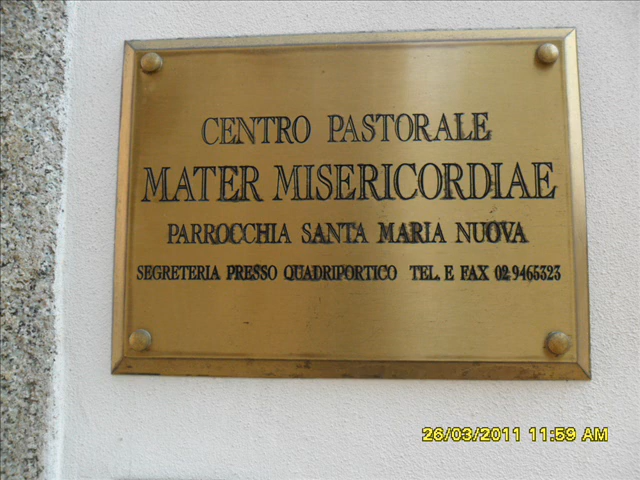 CENTRO PASTORALE
MATER MISERICORDIAE
PARROCCHIA SANTA MARIA NUOVA
SEGRETERIA PRESSO QUADRIPORTICO TEL. E FAX 02 9465323
26/03/2011 11:59 AM